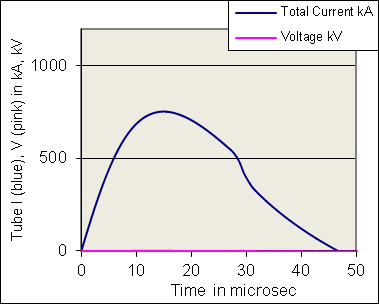 Total Current kA
Voltage kV
Tube I (blue), V (pink) in kA, kV
1000
500
0
0 10 20 30 40 50
Time in microsec